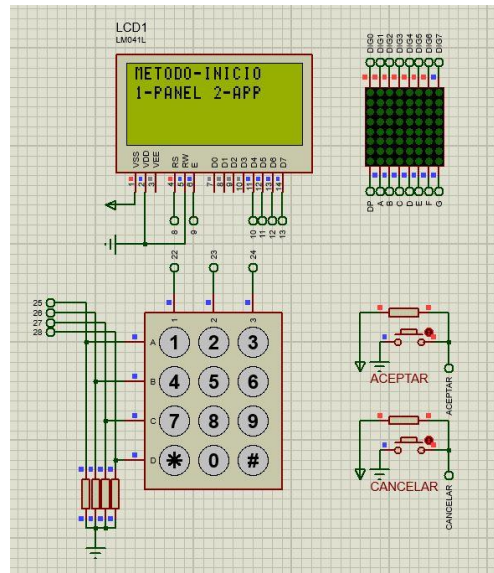 LCD1
LM041L
METODO-INICIO
1-PANEL 2-APP
VSS VDD VEE RS RW E D0 D1 D2 D3 D4 D5 D6 D7
1 2 3 4 5 6 7 8 9 10 11 12 13 14
8 9 10 11 12 13
DIG0 DIG1 DIG2 DIG3 DIG4 DIG5 DIG6 DIG7
DP A B C D E F G
22 23 24
25
26
27
28
1 2 3
A 1 2 3
B 4 5 6
C 7 8 9
D * 0 #
ACEPTAR
ACEPTAR
CANCELAR
CANCELAR